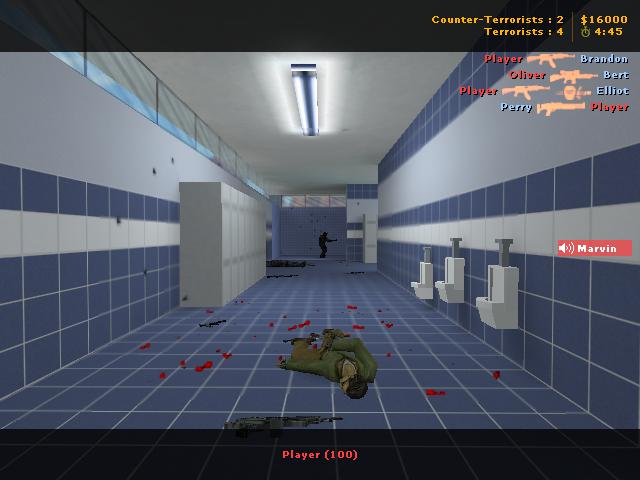 Counter-Terrorists : 2 $16000
Terrorists : 4 4:45
Player Brandon
Oliver Bert
Player Elliot
Perry Player
Marvin
Player (100)